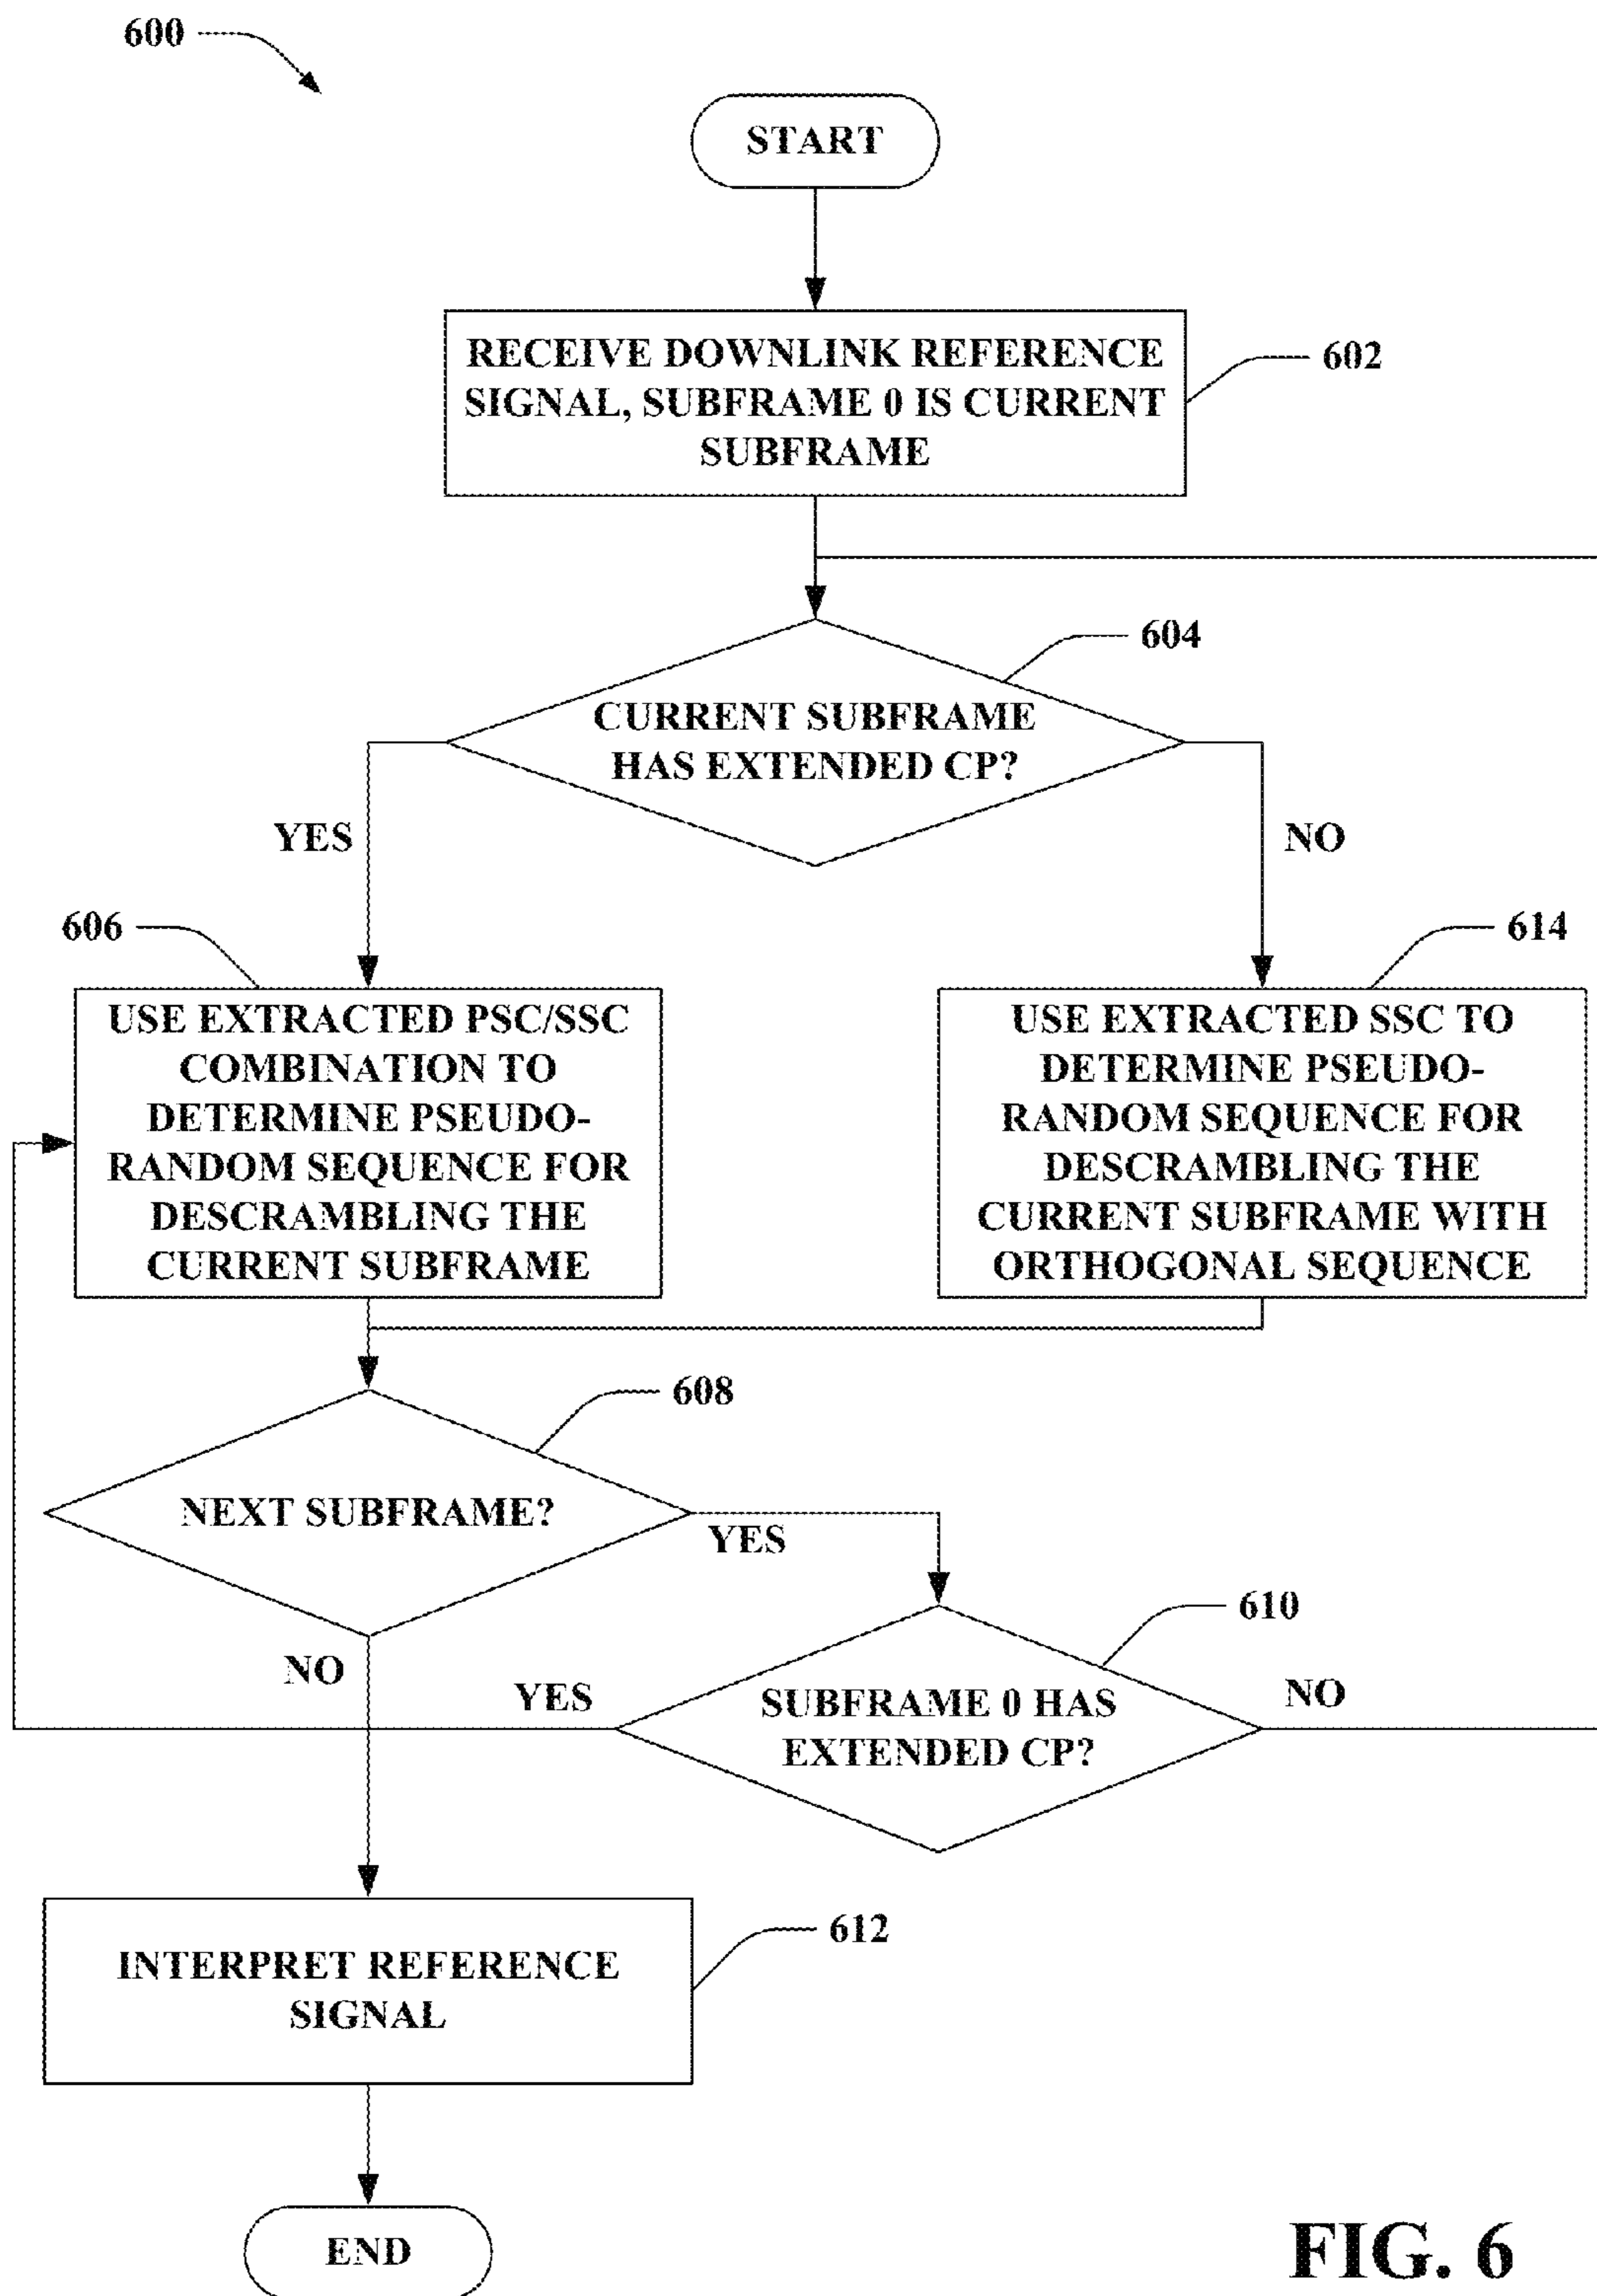 600
START
RECEIVE DOWNLINK REFERENCE
SIGNAL, SUBFRAME 0 IS CURRENT
SUBFRAME
602
604
CURRENT SUBFRAME
HAS EXTENDED CP?
YES
NO
606
614
USE EXTRACTED PSC/SSC
COMBINATION TO
DETERMINE PSEUDO-
RANDOM SEQUENCE FOR
DESCRAMBLING THE
CURRENT SUBFRAME
USE EXTRACTED SSC TO
DETERMINE PSEUDO-
RANDOM SEQUENCE FOR
DESCRAMBLING THE
CURRENT SUBFRAME WITH
ORTHOGONAL SEQUENCE
608
NEXT SUBFRAME?
YES
610
NO
YES
SUBFRAME 0 HAS
EXTENDED CP?
NO
612
INTERPRET REFERENCE
SIGNAL
END
FIG. 6